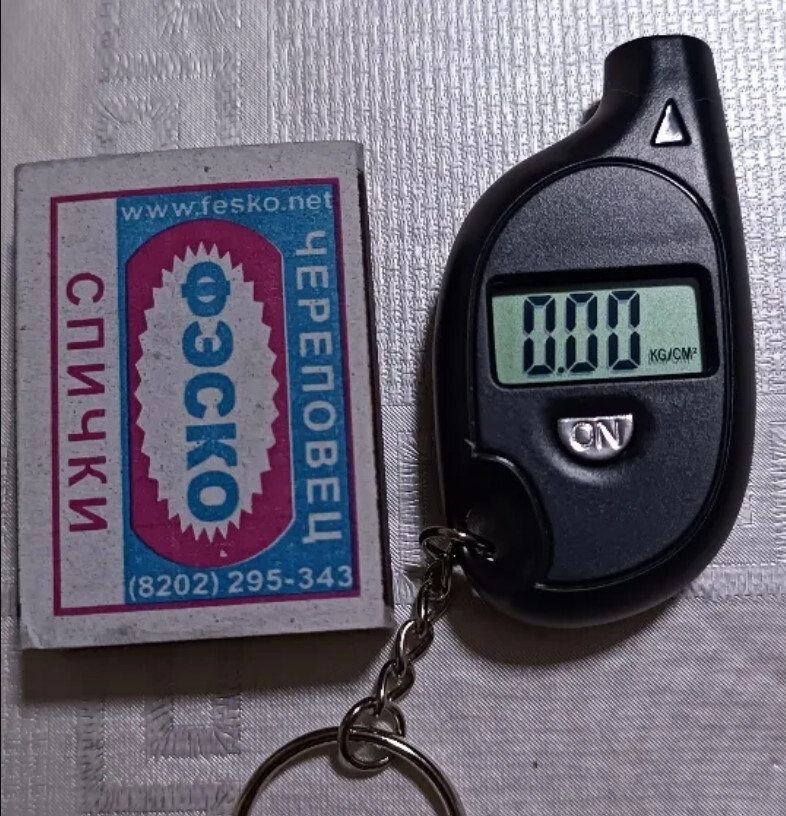 www.fesko.net
СПИЧКИ
ФЭСКО
ЧЕРЕПОВЕЦ
(8202) 295-343
0.00 KG/CM²
ON